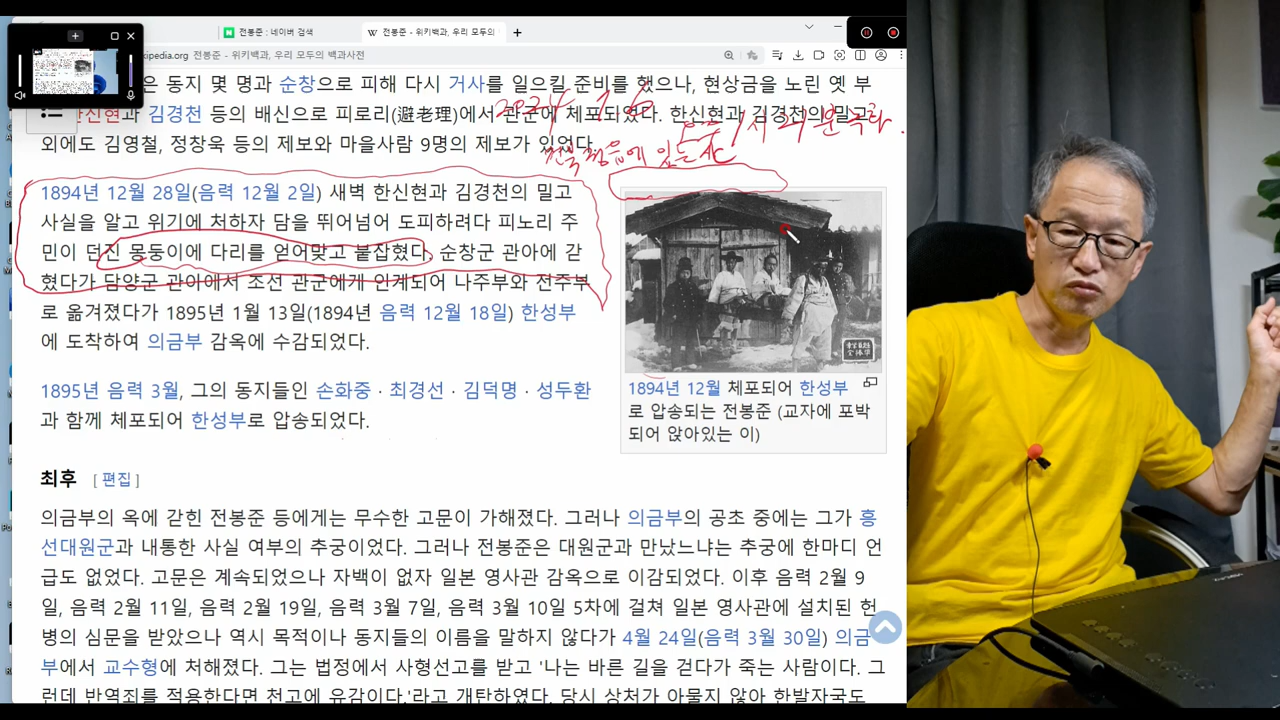 전봉준 : 네이버 검색
전봉준 - 위키백과, 우리 모두의
kipedia.org 전봉준 - 위키백과, 우리 모두의 백과사전
은 동지 몇 명과 순창으로 피해 다시 거사를 일으킬 준비를 했으나, 현상금을 노린 옛 부
한신현과 김경천 등의 배신으로 피로리(避老理)에서 관군에 체포되었다. 한신현과 김경천의 밀고
외에도 김영철, 정창욱 등의 제보와 마을사람 9명의 제보가 있었다.
1894년 12월 28일(음력 12월 2일) 새벽 한신현과 김경천의 밀고
사실을 알고 위기에 처하자 담을 뛰어넘어 도피하려다 피노리 주
민이 던진 몽둥이에 다리를 얻어맞고 붙잡혔다. 순창군 관아에 갇
혔다가 담양군 관아에서 조선 관군에게 인계되어 나주부와 전주부
로 옮겨졌다가 1895년 1월 13일(1894년 음력 12월 18일) 한성부
에 도착하여 의금부 감옥에 수감되었다.
1895년 음력 3월, 그의 동지들인 손화중 · 최경선 · 김덕명 · 성두환
과 함께 체포되어 한성부로 압송되었다.
1894년 12월 체포되어 한성부
로 압송되는 전봉준 (교자에 포박
되어 앉아있는 이)
최후 [ 편집 ]
의금부의 옥에 갇힌 전봉준 등에게는 무수한 고문이 가해졌다. 그러나 의금부의 공초 중에는 그가 흥
선대원군과 내통한 사실 여부의 추궁이었다. 그러나 전봉준은 대원군과 만났느냐는 추궁에 한마디 언
급도 없었다. 고문은 계속되었으나 자백이 없자 일본 영사관 감옥으로 이감되었다. 이후 음력 2월 9
일, 음력 2월 11일, 음력 2월 19일, 음력 3월 7일, 음력 3월 10일 5차에 걸쳐 일본 영사관에 설치된 헌
병의 심문을 받았으나 역시 목적이나 동지들의 이름을 말하지 않다가 4월 24일(음력 3월 30일) 의금
부에서 교수형에 처해졌다. 그는 법정에서 사형선고를 받고 '나는 바른 길을 걷다가 죽는 사람이다. 그
런데 반역죄를 적용한다면 천고에 유감이다.'라고 개탄하였다. 당시 상처가 아물지 않아 한발자국도